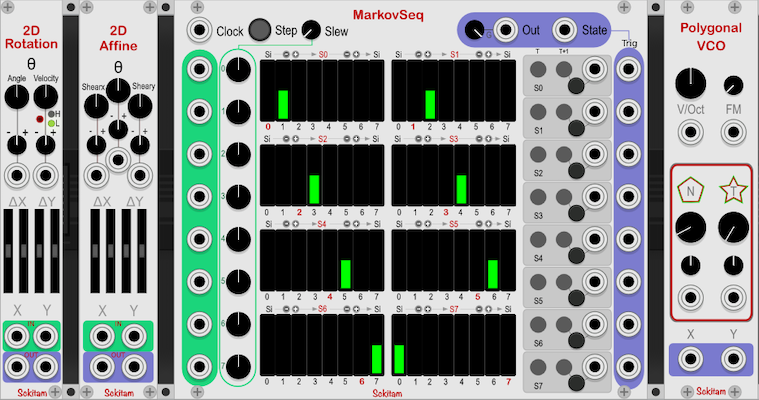 2D
Rotation
θ
Angle Velocity
H
L
- + - +
ΔX ΔY
X Y
IN
OUT
Sokitam
2D
Affine
θ
Shearx Sheary
- +
- + - +
ΔX ΔY
X Y
IN
OUT
Sokitam
MarkovSeq
Clock Step Slew Out State
Trig
0
1
2
3
4
5
6
7
Si S0 Si
0 1 2 3 4 5 6 7
Si S1 Si
0 1 2 3 4 5 6 7
Si S2 Si
0 1 2 3 4 5 6 7
Si S3 Si
0 1 2 3 4 5 6 7
Si S4 Si
0 1 2 3 4 5 6 7
Si S5 Si
0 1 2 3 4 5 6 7
Si S6 Si
0 1 2 3 4 5 6 7
Si S7 Si
0 1 2 3 4 5 6 7
T T+1
S0
S1
S2
S3
S4
S5
S6
S7
Sokitam
Polygonal
VCO
V/Oct FM
N T
X Y
Sokitam